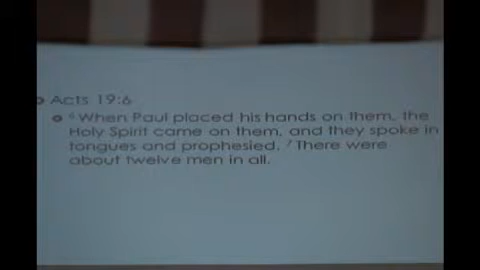 Acts 19:6
6 When Paul placed his hands on them, the
Holy Spirit came on them, and they spoke in
tongues and prophesied. 7 There were
about twelve men in all.